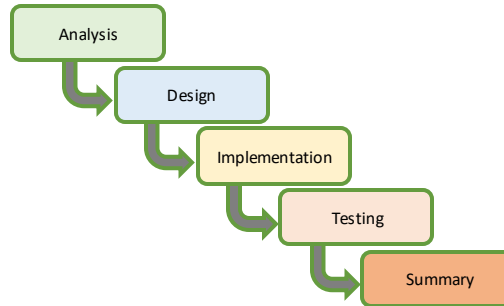 Analysis
Design
Implementation
Testing
Summary